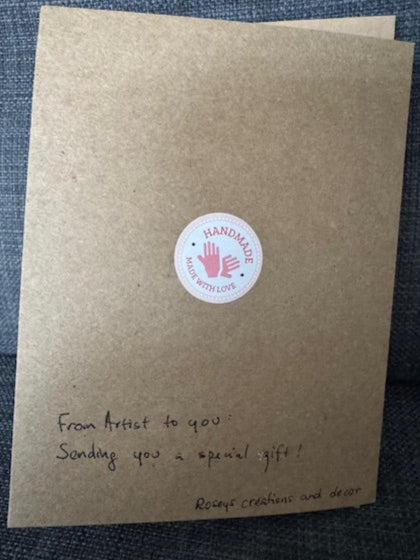 HANDMADE
MADE WITH LOVE
From Artist to you:
Sending you a special gift!
Roseys creations and decor